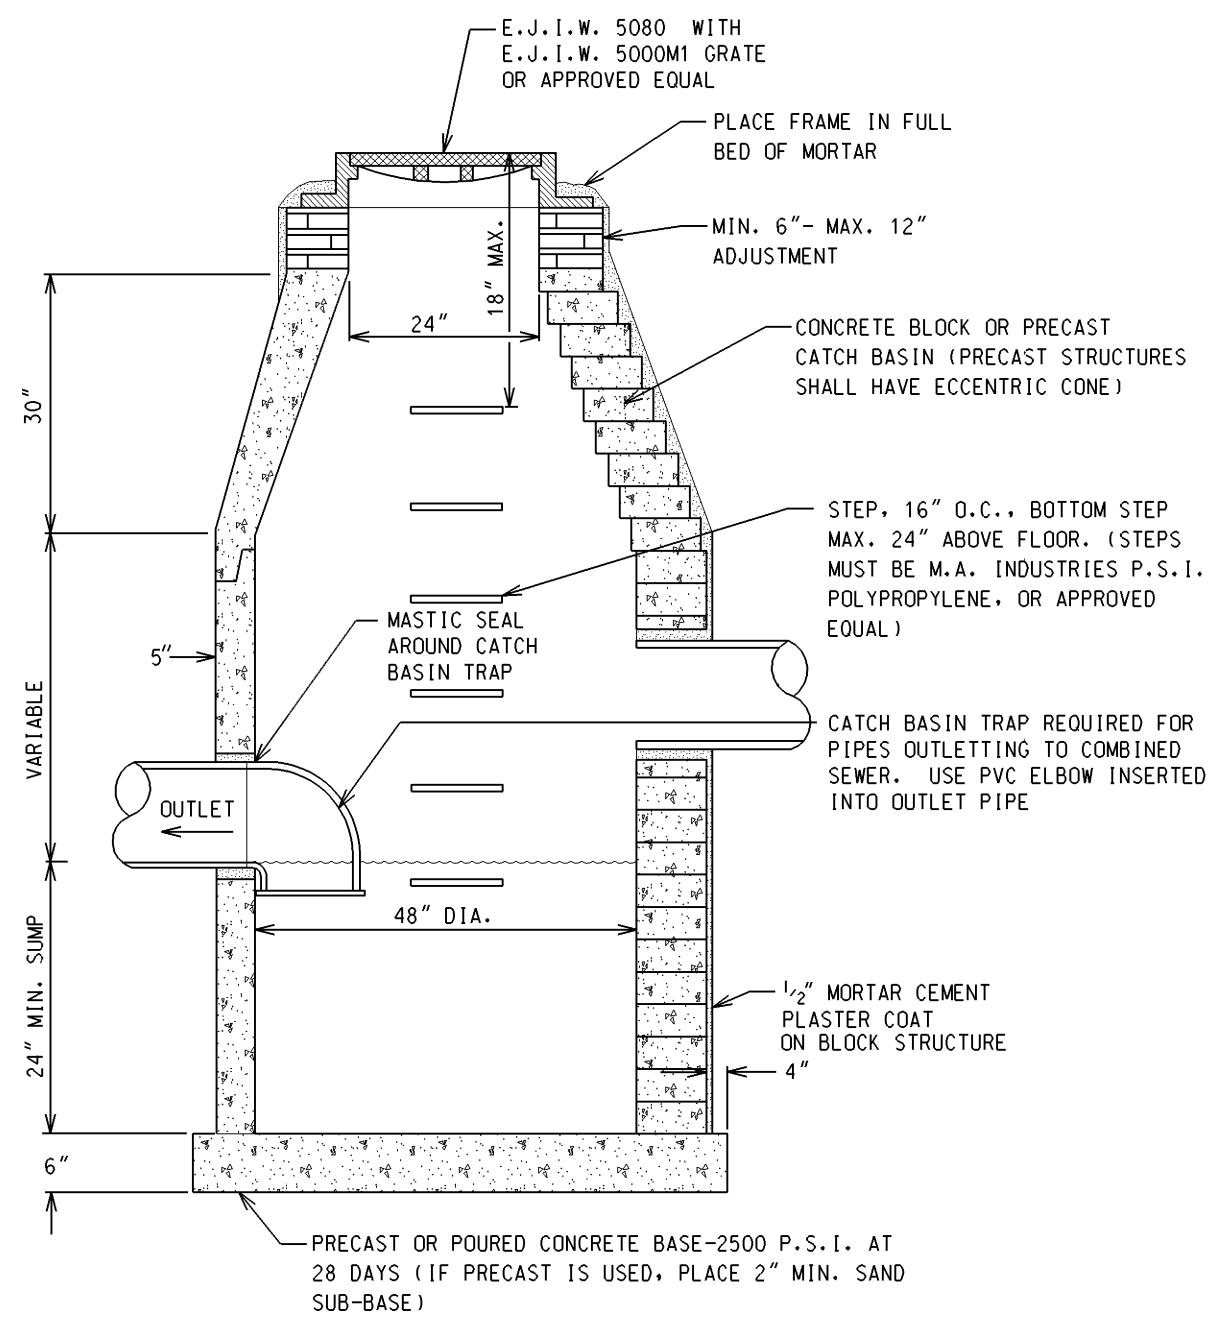 E.J.I.W. 5080 WITH
E.J.I.W. 5000M1 GRATE
OR APPROVED EQUAL
PLACE FRAME IN FULL
BED OF MORTAR
MIN. 6"- MAX. 12"
ADJUSTMENT
18" MAX.
24"
CONCRETE BLOCK OR PRECAST
CATCH BASIN (PRECAST STRUCTURES
SHALL HAVE ECCENTRIC CONE)
30"
STEP, 16" O.C., BOTTOM STEP
MAX. 24" ABOVE FLOOR. (STEPS
MUST BE M.A. INDUSTRIES P.S.I.
POLYPROPYLENE, OR APPROVED
EQUAL)
MASTIC SEAL
AROUND CATCH
BASIN TRAP
5"
VARIABLE
CATCH BASIN TRAP REQUIRED FOR
PIPES OUTLETTING TO COMBINED
SEWER. USE PVC ELBOW INSERTED
INTO OUTLET PIPE
OUTLET
48" DIA.
24" MIN. SUMP
1/2" MORTAR CEMENT
PLASTER COAT
ON BLOCK STRUCTURE
4"
6"
PRECAST OR POURED CONCRETE BASE-2500 P.S.I. AT
28 DAYS (IF PRECAST IS USED, PLACE 2" MIN. SAND
SUB-BASE)